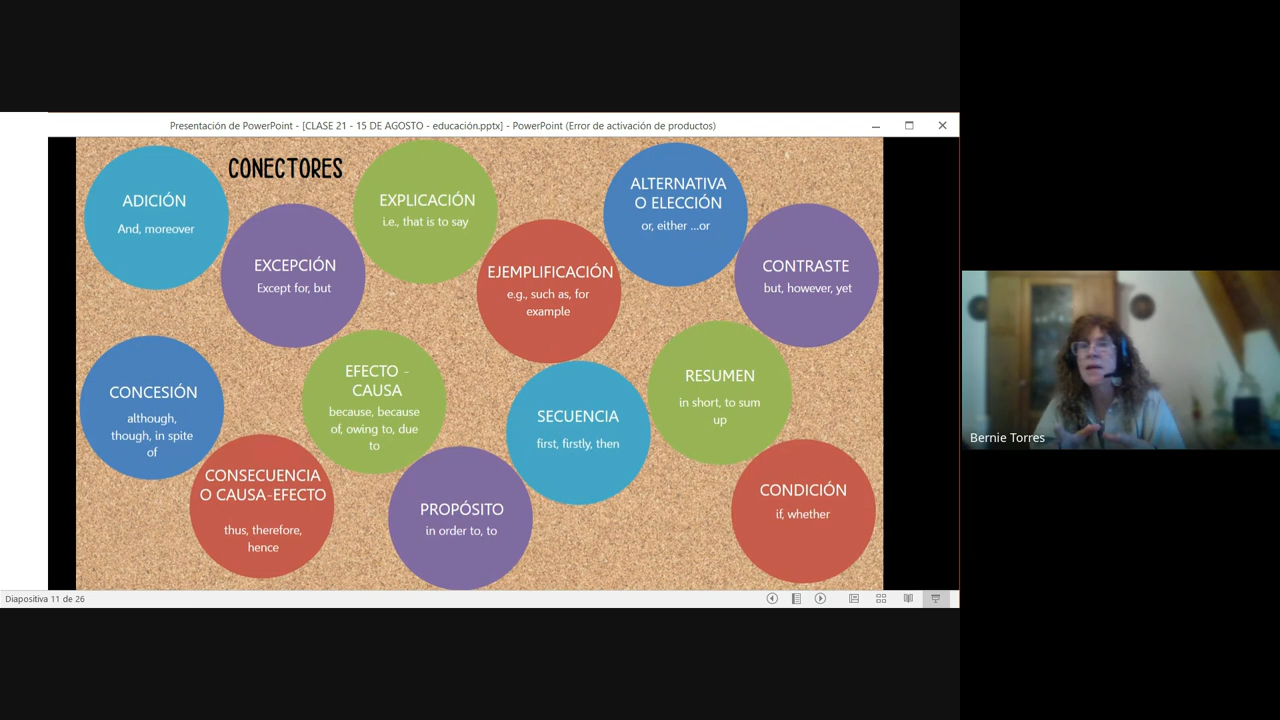 Presentación de PowerPoint - [CLASE 21 - 15 DE AGOSTO - educación.pptx] - PowerPoint (Error de activación de productos)
CONECTORES
ADICIÓN
And, moreover
EXCEPCIÓN
Except for, but
EXPLICACIÓN
i.e., that is to say
EJEMPLIFICACIÓN
e.g., such as, for
example
ALTERNATIVA
O ELECCIÓN
or, either ...or
CONTRASTE
but, however, yet
CONCESIÓN
although,
though, in spite
of
CONSECUENCIA
O CAUSA-EFECTO
thus, therefore,
hence
EFECTO -
CAUSA
because, because
of, owing to, due
to
PROPÓSITO
in order to, to
SECUENCIA
first, firstly, then
RESUMEN
in short, to sum
up
CONDICIÓN
if, whether
Bernie Torres
Diapositiva 11 de 26